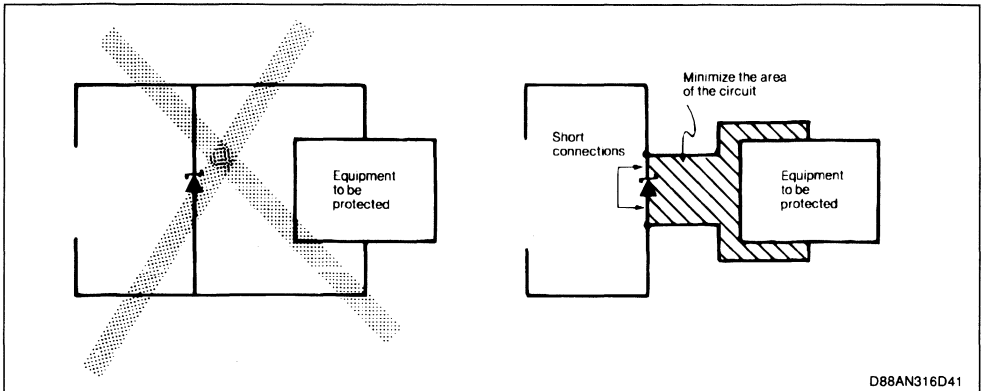 Equipment
to be
protected
Minimize the area
of the circuit
Short
connections
Equipment
to be
protected
D88AN316D41